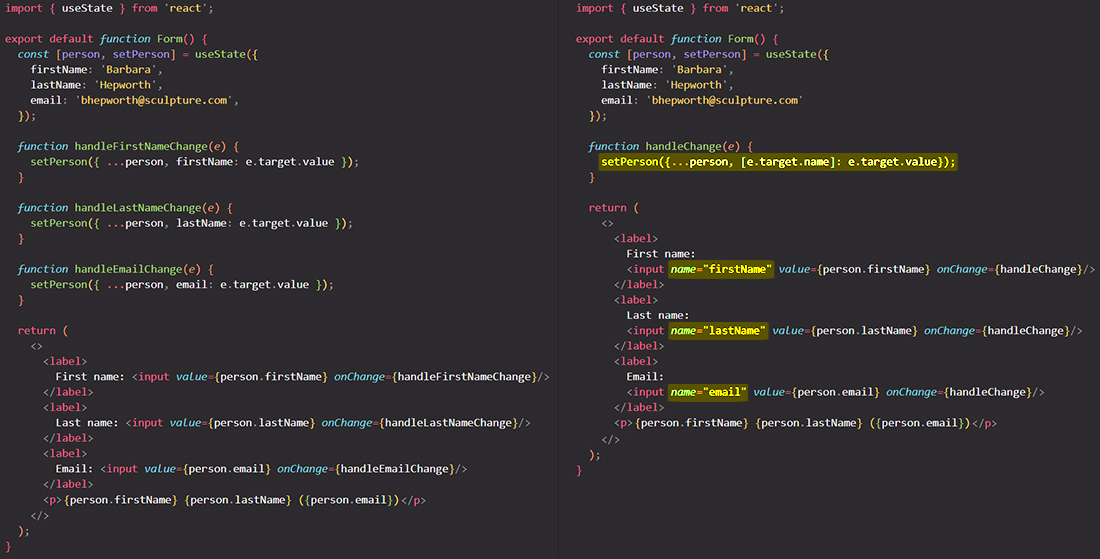 import { useState } from 'react';
export default function Form() {
const [person, setPerson] = useState({
firstName: 'Barbara',
lastName: 'Hepworth',
email: 'bhepworth@sculpture.com',
});
function handleFirstNameChange(e) {
setPerson({ ...person, firstName: e.target.value });
}
function handleLastNameChange(e) {
setPerson({ ...person, lastName: e.target.value });
}
function handleEmailChange(e) {
setPerson({ ...person, email: e.target.value });
}
return (
<>
<label>
First name: <input value={person.firstName} onChange={handleFirstNameChange}/>
</label>
<label>
Last name: <input value={person.lastName} onChange={handleLastNameChange}/>
</label>
<label>
Email: <input value={person.email} onChange={handleEmailChange}/>
</label>
<p>{person.firstName} {person.lastName} ({person.email})</p>
</>
);
}
import { useState } from 'react';
export default function Form() {
const [person, setPerson] = useState({
firstName: 'Barbara',
lastName: 'Hepworth',
email: 'bhepworth@sculpture.com'
});
function handleChange(e) {
setPerson({...person, [e.target.name]: e.target.value});
}
return (
<>
<label>
First name:
<input name="firstName" value={person.firstName} onChange={handleChange}/>
</label>
<label>
Last name:
<input name="lastName" value={person.lastName} onChange={handleChange}/>
</label>
<label>
Email:
<input name="email" value={person.email} onChange={handleChange}/>
</label>
<p>{person.firstName} {person.lastName} ({person.email})</p>
</>
);
}